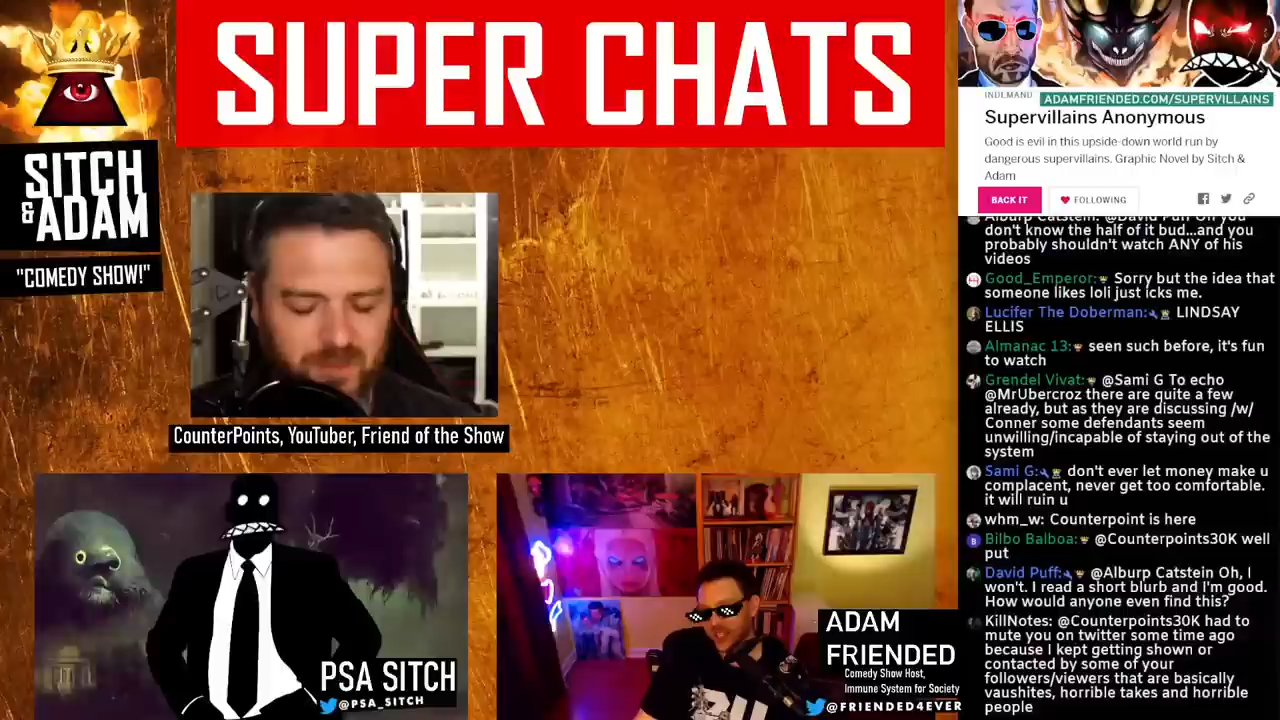 SUPER CHATS
SITCH
& ADAM
"COMEDY SHOW!"
CounterPoints, YouTuber, Friend of the Show
PSA SITCH
@PSA_SITCH
ADAM
FRIENDED
Comedy Show Host,
Immune System for Society
@FRIENDED4EVER
INDEMAND
ADAMFRIENDED.COM/SUPERVILLAINS
Supervillains Anonymous
Good is evil in this upside-down world run by
dangerous supervillains. Graphic Novel by Sitch &
Adam
BACK IT
FOLLOWING
Alburp Catstein: @David Puff Oh you
don't know the half of it bud...and you
probably shouldn't watch ANY of his
videos
Good_Emperor: Sorry but the idea that
someone likes loli just icks me.
Lucifer The Doberman: LINDSAY
ELLIS
Almanac 13: seen such before, it's fun
to watch
Grendel Vivat: @Sami G To echo
@MrUbercroz there are quite a few
already, but as they are discussing /w/
Conner some defendants seem
unwilling/incapable of staying out of the
system
Sami G: don't ever let money make u
complacent, never get too comfortable.
it will ruin u
whm_w: Counterpoint is here
Bilbo Balboa: @Counterpoints30K well
put
David Puff: @Alburp Catstein Oh, I
won't. I read a short blurb and I'm good.
How would anyone even find this?
KillNotes: @Counterpoints30K had to
mute you on twitter some time ago
because I kept getting shown or
contacted by some of your
followers/viewers that are basically
vaushites, horrible takes and horrible
people